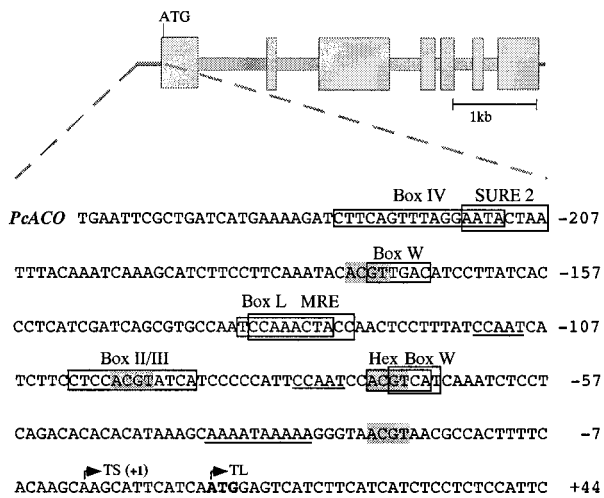 ATG
1kb
Box IV SURE 2
PcACO TGAATTCGCTGATCATGAAAAGATCTTCAGTTTAGGAATACTAA -207
Box W
TTTACAAATCAAAGCATCTTCCTTCAAATACACGTTGACATCCTTATCAC -157
Box L MRE
CCTCATCGATCAGCGTGCCAATCCAAACTACCAACTCCTTTATCCAATCA -107
Box II/III Hex Box W
TCTTCCTCCACGTATCATCCCCCATTCCAATCCACGTCATCAAATCTCCT -57
CAGACACACACATAAAGCAAAATAAAAAGGGTAACGTAACGCCACTTTTC -7
TS (+1) TL
ACAAGCAAGCATTCATCAATGGAGTCATCTTCATCATCTCCTCTCCATTC +44